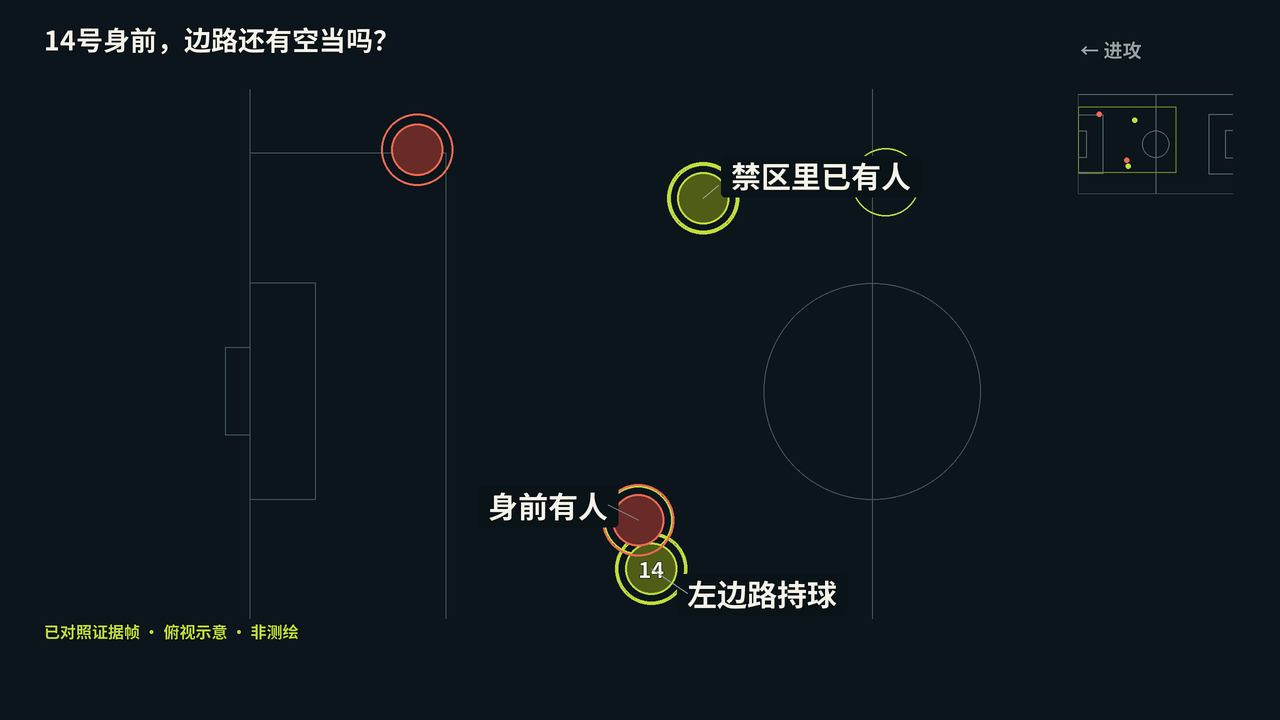 14号身前，边路还有空当吗？
← 进攻
禁区里已有人
身前有人
14
左边路持球
已对照证据帧 · 俯视示意 · 非测绘